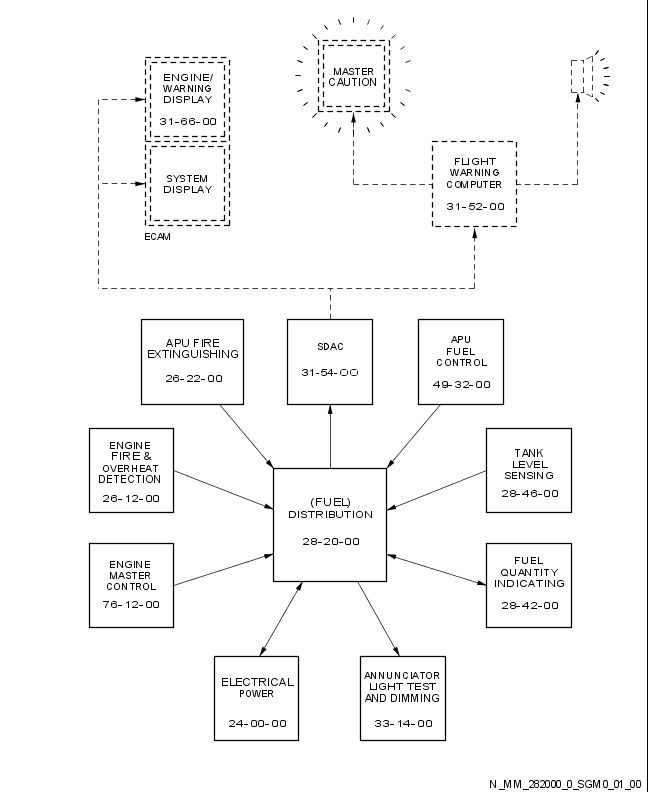 ENGINE/
WARNING
DISPLAY
31-66-00
SYSTEM
DISPLAY
ECAM
MASTER
CAUTION
FLIGHT
WARNING
COMPUTER
31-52-00
APU FIRE
EXTINGUISHING
26-22-00
SDAC
31-54-00
APU
FUEL
CONTROL
49-32-00
ENGINE
FIRE &
OVERHEAT
DETECTION
26-12-00
(FUEL)
DISTRIBUTION
28-20-00
TANK
LEVEL
SENSING
28-46-00
ENGINE
MASTER
CONTROL
76-12-00
FUEL
QUANTITY
INDICATING
28-42-00
ELECTRICAL
POWER
24-00-00
ANNUNCIATOR
LIGHT TEST
AND DIMMING
33-14-00
N_MM_282000_0_SGM0_01_00